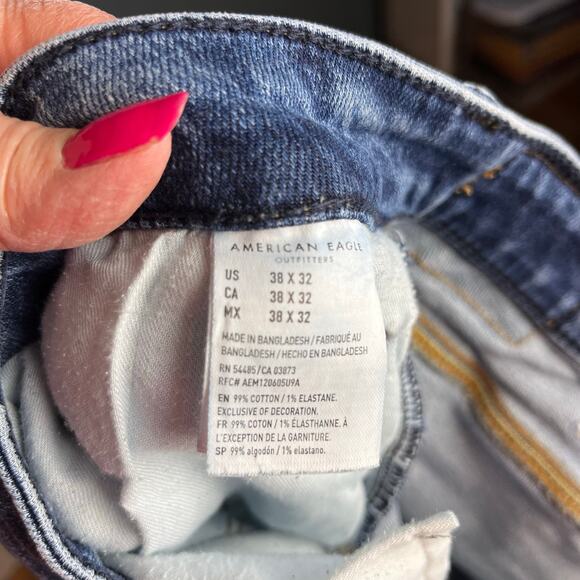 AMERICAN EAGLE
OUTFITTERS
US 38 X 32
CA 38 X 32
MX 38 X 32
MADE IN BANGLADESH / FABRIQUÉ AU
BANGLADESH / HECHO EN BANGLADESH
RN 54485/CA 03873
RFC# AEM120605U9A
EN 99% COTTON / 1% ELASTANE.
EXCLUSIVE OF DECORATION.
FR 99% COTON / 1% ÉLASTHANNE. À
L'EXCEPTION DE LA GARNITURE.
SP 99% algodón / 1% elastano.